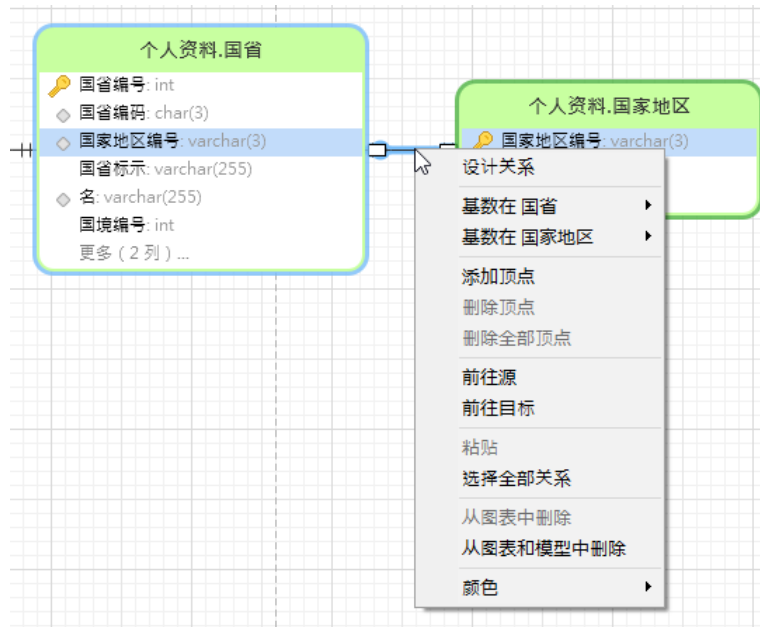 个人资料.国省
国省编号: int
国省编码: char(3)
国家地区编号: varchar(3)
国省标示: varchar(255)
名: varchar(255)
国境编号: int
更多（2 列）...
个人资料.国家地区
国家地区编号: varchar(3)
设计关系
基数在 国省
基数在 国家地区
添加顶点
删除顶点
删除全部顶点
前往源
前往目标
粘贴
选择全部关系
从图表中删除
从图表和模型中删除
颜色